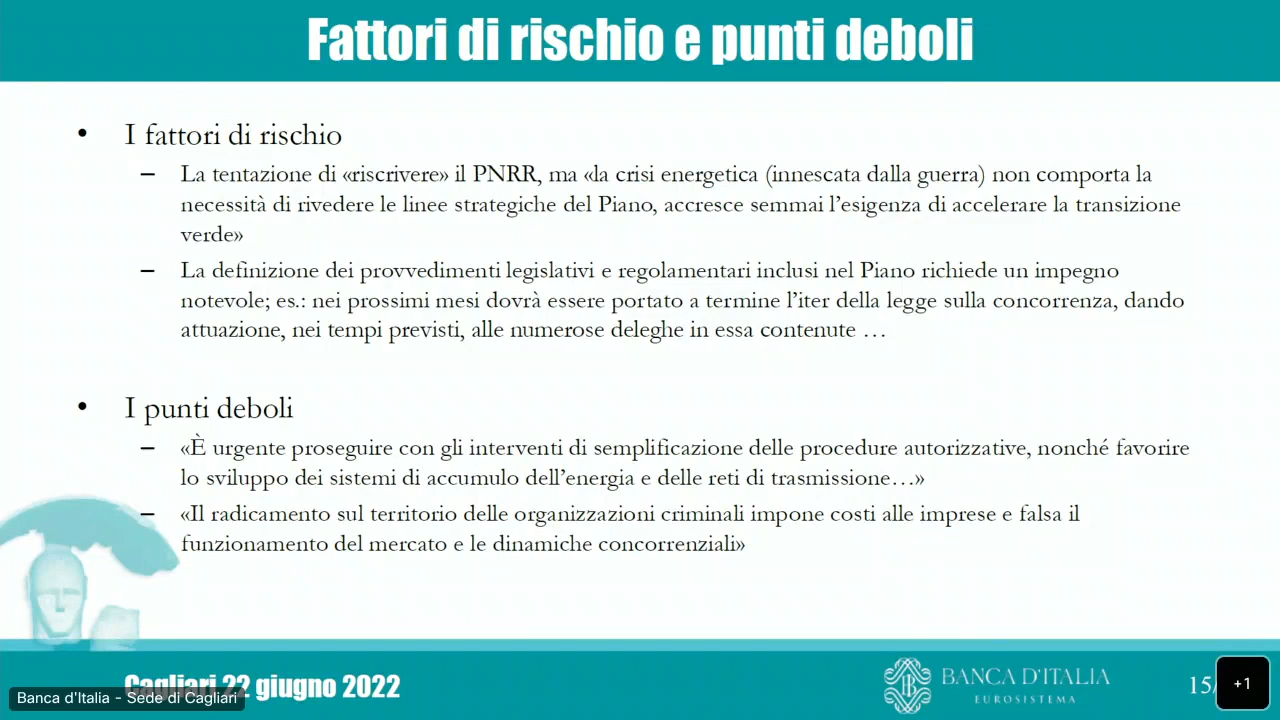 Fattori di rischio e punti deboli
• I fattori di rischio
– La tentazione di «riscrivere» il PNRR, ma «la crisi energetica (innescata dalla guerra) non comporta la
necessità di rivedere le linee strategiche del Piano, accresce semmai l’esigenza di accelerare la transizione
verde»
– La definizione dei provvedimenti legislativi e regolamentari inclusi nel Piano richiede un impegno
notevole; es.: nei prossimi mesi dovrà essere portato a termine l’iter della legge sulla concorrenza, dando
attuazione, nei tempi previsti, alle numerose deleghe in essa contenute …
• I punti deboli
– «È urgente proseguire con gli interventi di semplificazione delle procedure autorizzative, nonché favorire
lo sviluppo dei sistemi di accumulo dell’energia e delle reti di trasmissione…»
– «Il radicamento sul territorio delle organizzazioni criminali impone costi alle imprese e falsa il
funzionamento del mercato e le dinamiche concorrenziali»
Cagliari 22 giugno 2022
Banca d'Italia - Sede di Cagliari
BANCA D'ITALIA
EUROSISTEMA
15/
+1